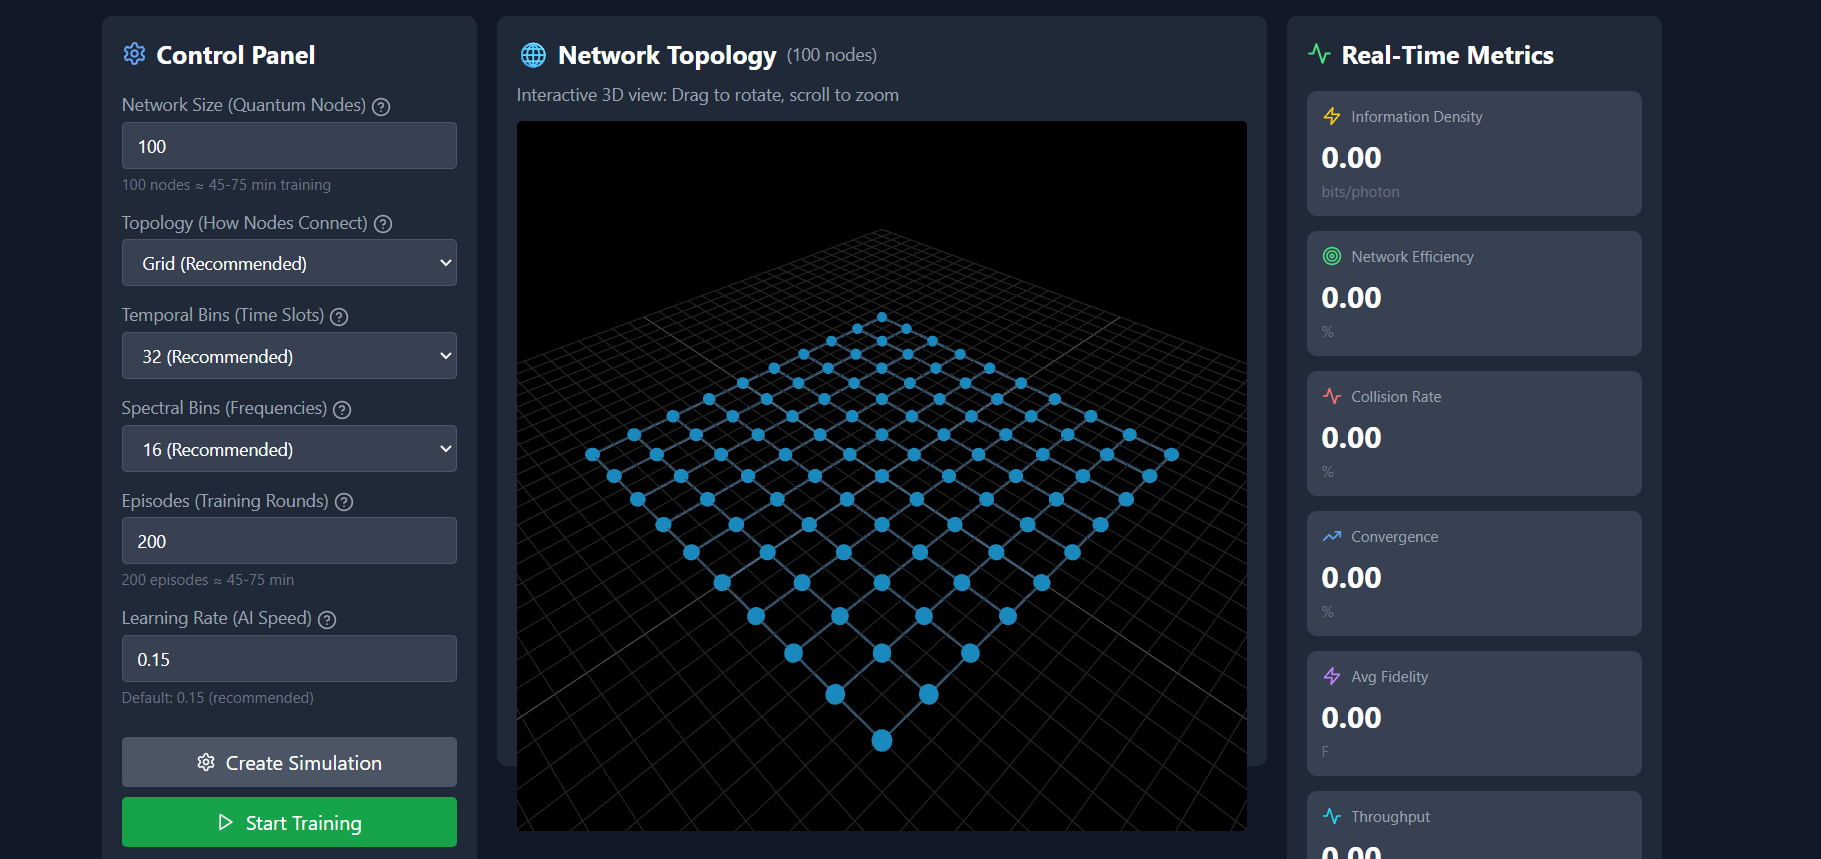 Control Panel
Network Size (Quantum Nodes)
100
100 nodes ≈ 45-75 min training
Topology (How Nodes Connect)
Grid (Recommended)
Temporal Bins (Time Slots)
32 (Recommended)
Spectral Bins (Frequencies)
16 (Recommended)
Episodes (Training Rounds)
200
200 episodes ≈ 45-75 min
Learning Rate (AI Speed)
0.15
Default: 0.15 (recommended)
Create Simulation
Start Training
Network Topology (100 nodes)
Interactive 3D view: Drag to rotate, scroll to zoom
Real-Time Metrics
Information Density
0.00
bits/photon
Network Efficiency
0.00
%
Collision Rate
0.00
%
Convergence
0.00
%
Avg Fidelity
0.00
F
Throughput
0.00